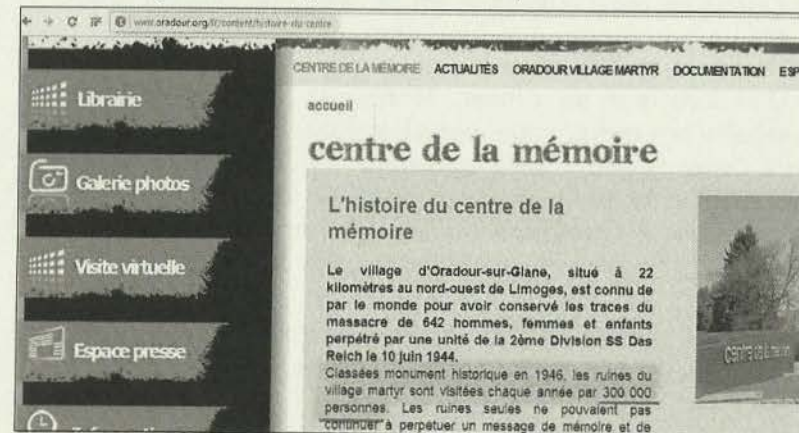 www.oradour.org/fr/content/histoire-du-centre
CENTRE DE LA MÉMOIRE ACTUALITÉS ORADOUR VILLAGE MARTYR DOCUMENTATION ESP
Librairie
Galerie photos
Visite virtuelle
Espace presse
accueil
centre de la mémoire
L'histoire du centre de la
mémoire
Le village d'Oradour-sur-Glane, situé à 22
kilomètres au nord-ouest de Limoges, est connu de
par le monde pour avoir conservé les traces du
massacre de 642 hommes, femmes et enfants
perpétré par une unité de la 2ème Division SS Das
Reich le 10 juin 1944.
Classées monument historique en 1946, les ruines du
village martyr sont visitées chaque année par 300 000
personnes. Les ruines seules ne pouvaient pas
continuer à perpétuer un message de mémoire et de
Centre de la mémoire